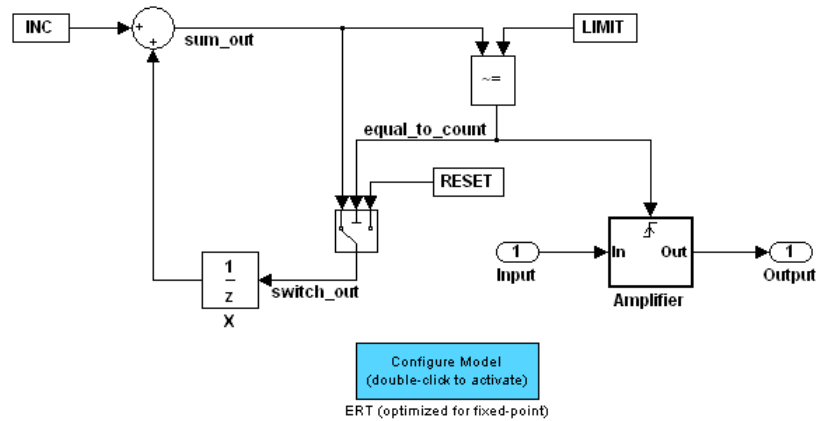 INC
+
+
sum_out
LIMIT
~=
equal_to_count
RESET
1
z
X
switch_out
1
Input
In
Out
Amplifier
1
Output
Configure Model
(double-click to activate)
ERT (optimized for fixed-point)